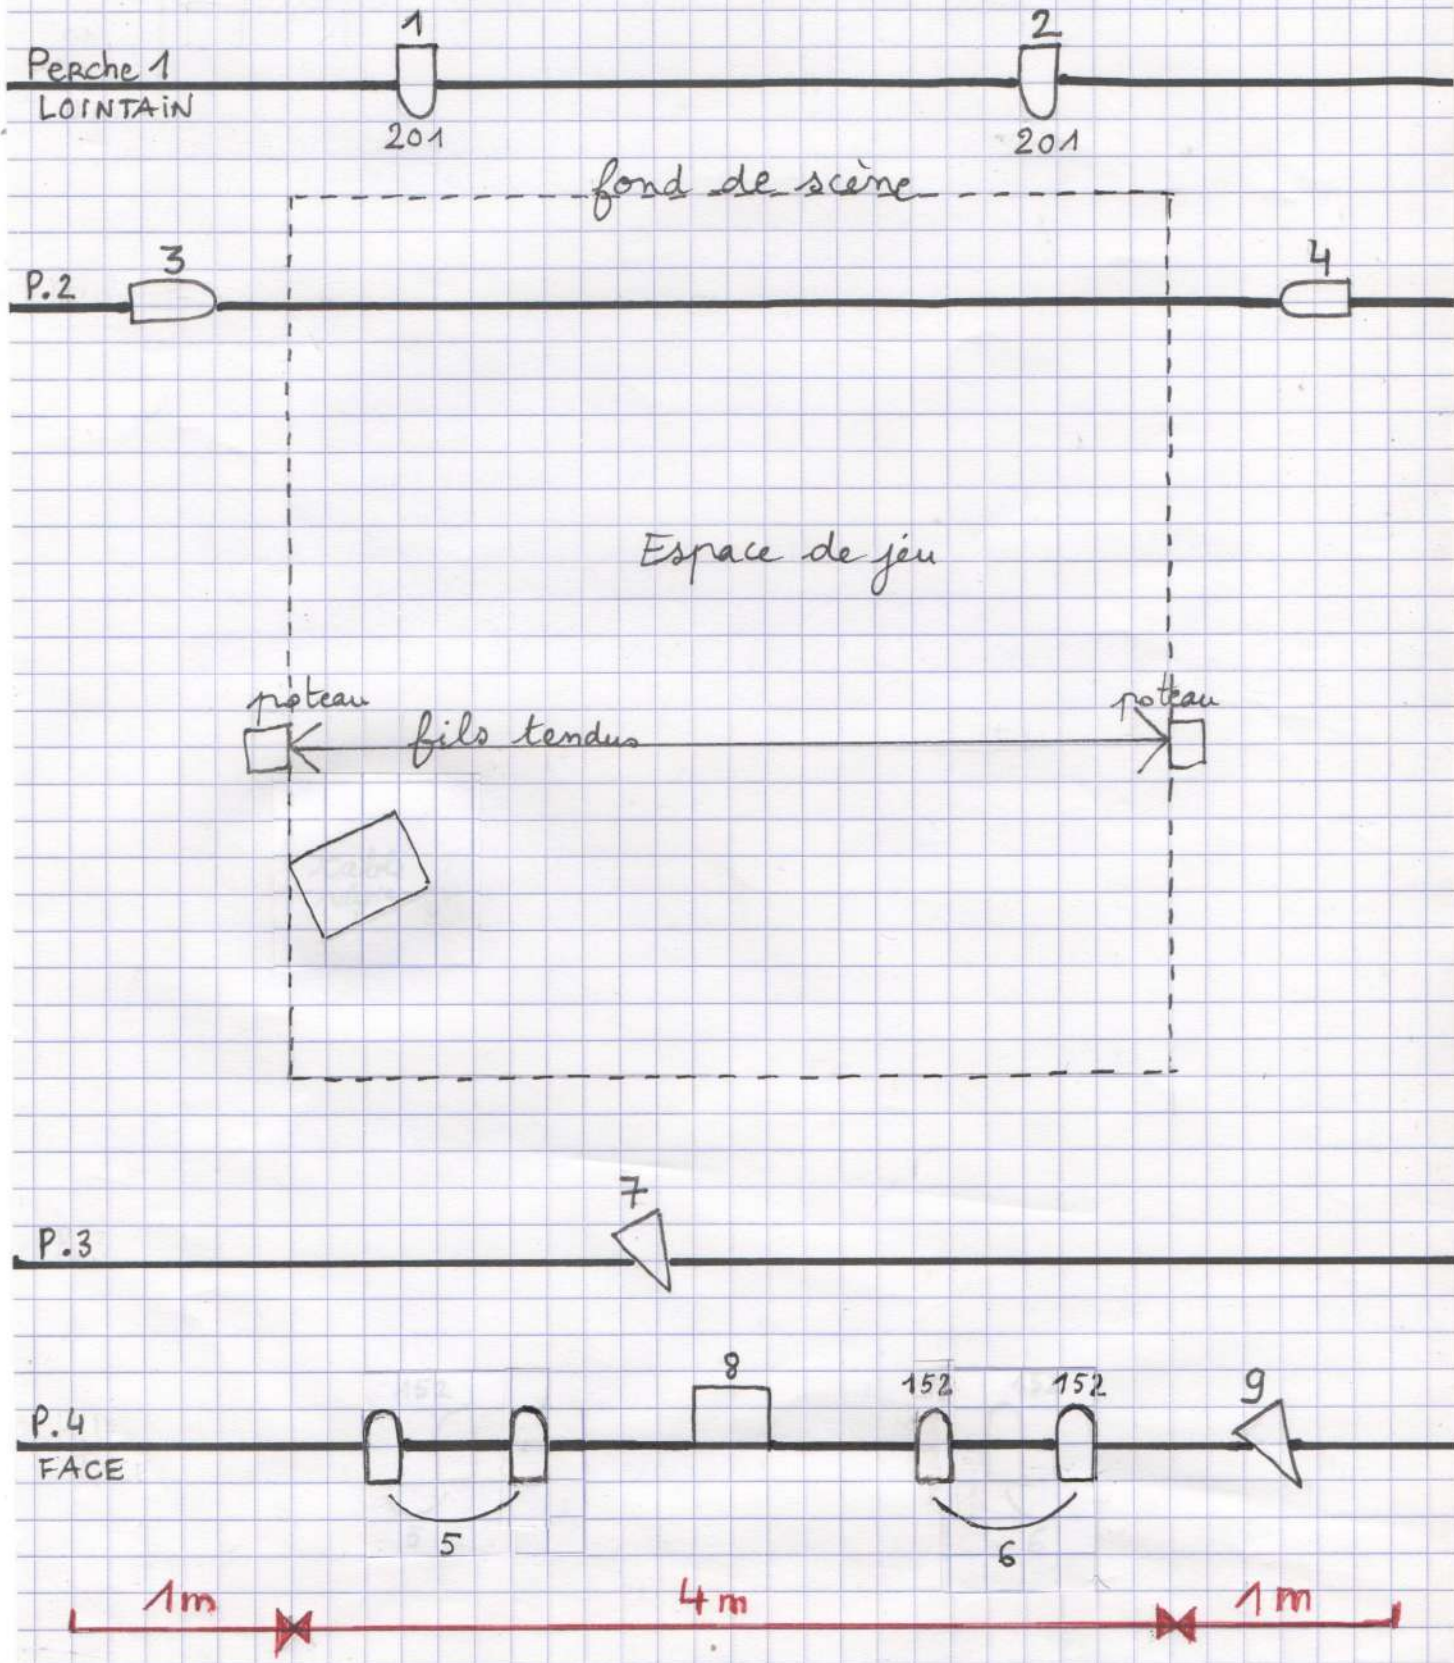 1 2
Perche 1
LOINTAIN
201 201
fond de scène
3 4
P.2
Espace de jeu
poteau poteau
fils tendus
7
P.3
8 152 152 9
P.4
FACE
5 6
1m 4m 1m